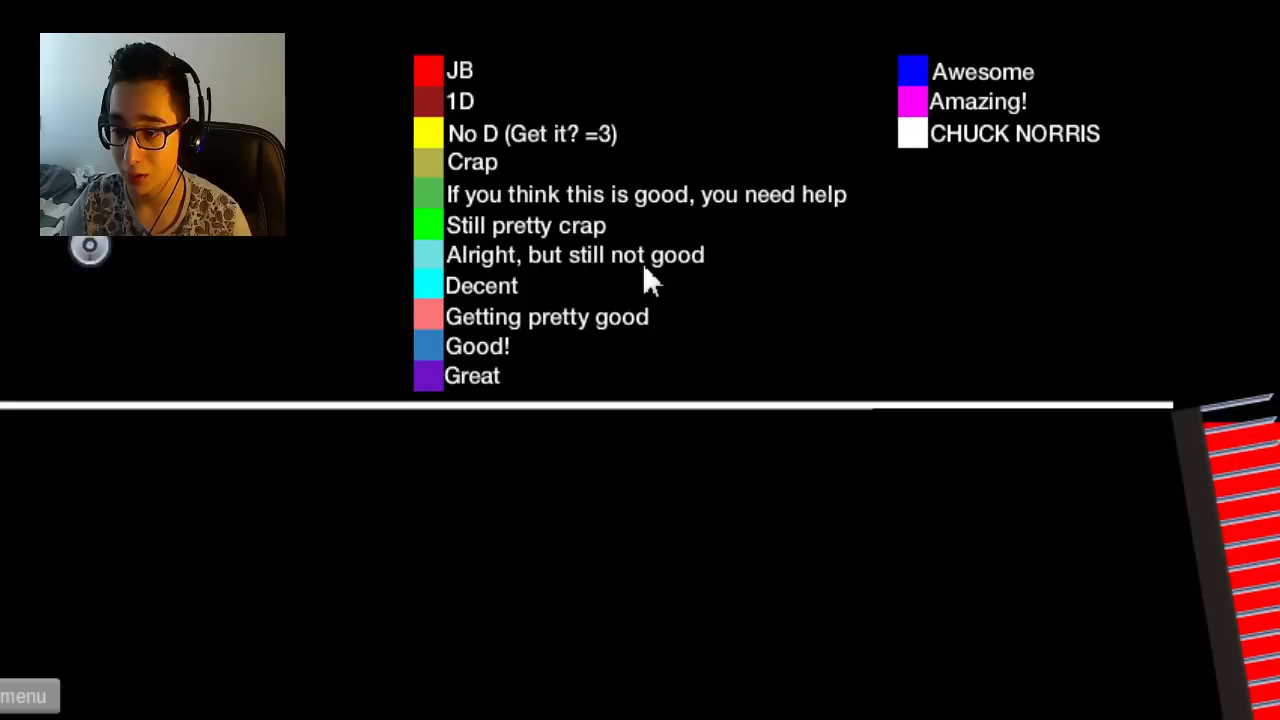 JB
1D
No D (Get it? =3)
Crap
If you think this is good, you need help
Still pretty crap
Alright, but still not good
Decent
Getting pretty good
Good!
Great
Awesome
Amazing!
CHUCK NORRIS
menu